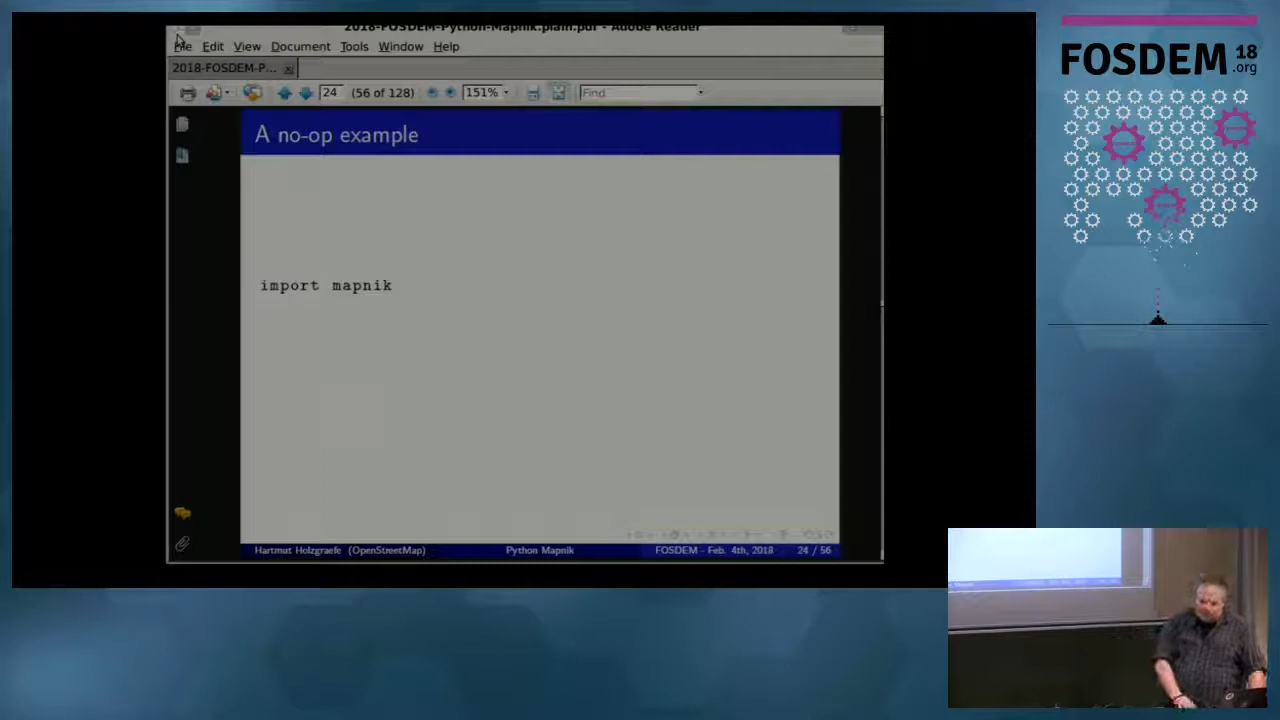 2018-FOSDEM-Python-Mapnik.plain.pdf - Adobe Reader
File Edit View Document Tools Window Help
2018-FOSDEM-P...
24 (56 of 128) 151% Find
A no-op example
import mapnik
Hartmut Holzgraefe (OpenStreetMap) Python Mapnik FOSDEM - Feb. 4th, 2018 24 / 56
FOSDEM 18
.org